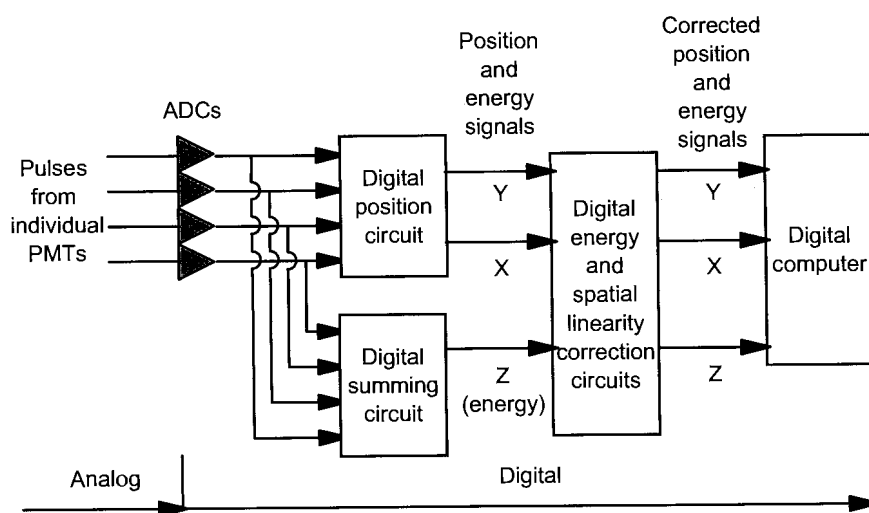 Pulses
from
individual
PMTs
ADCs
Digital
position
circuit
Digital
summing
circuit
Position
and
energy
signals
Y
X
Z
(energy)
Digital
energy
and
spatial
linearity
correction
circuits
Corrected
position
and
energy
signals
Y
X
Z
Digital
computer
Analog
Digital